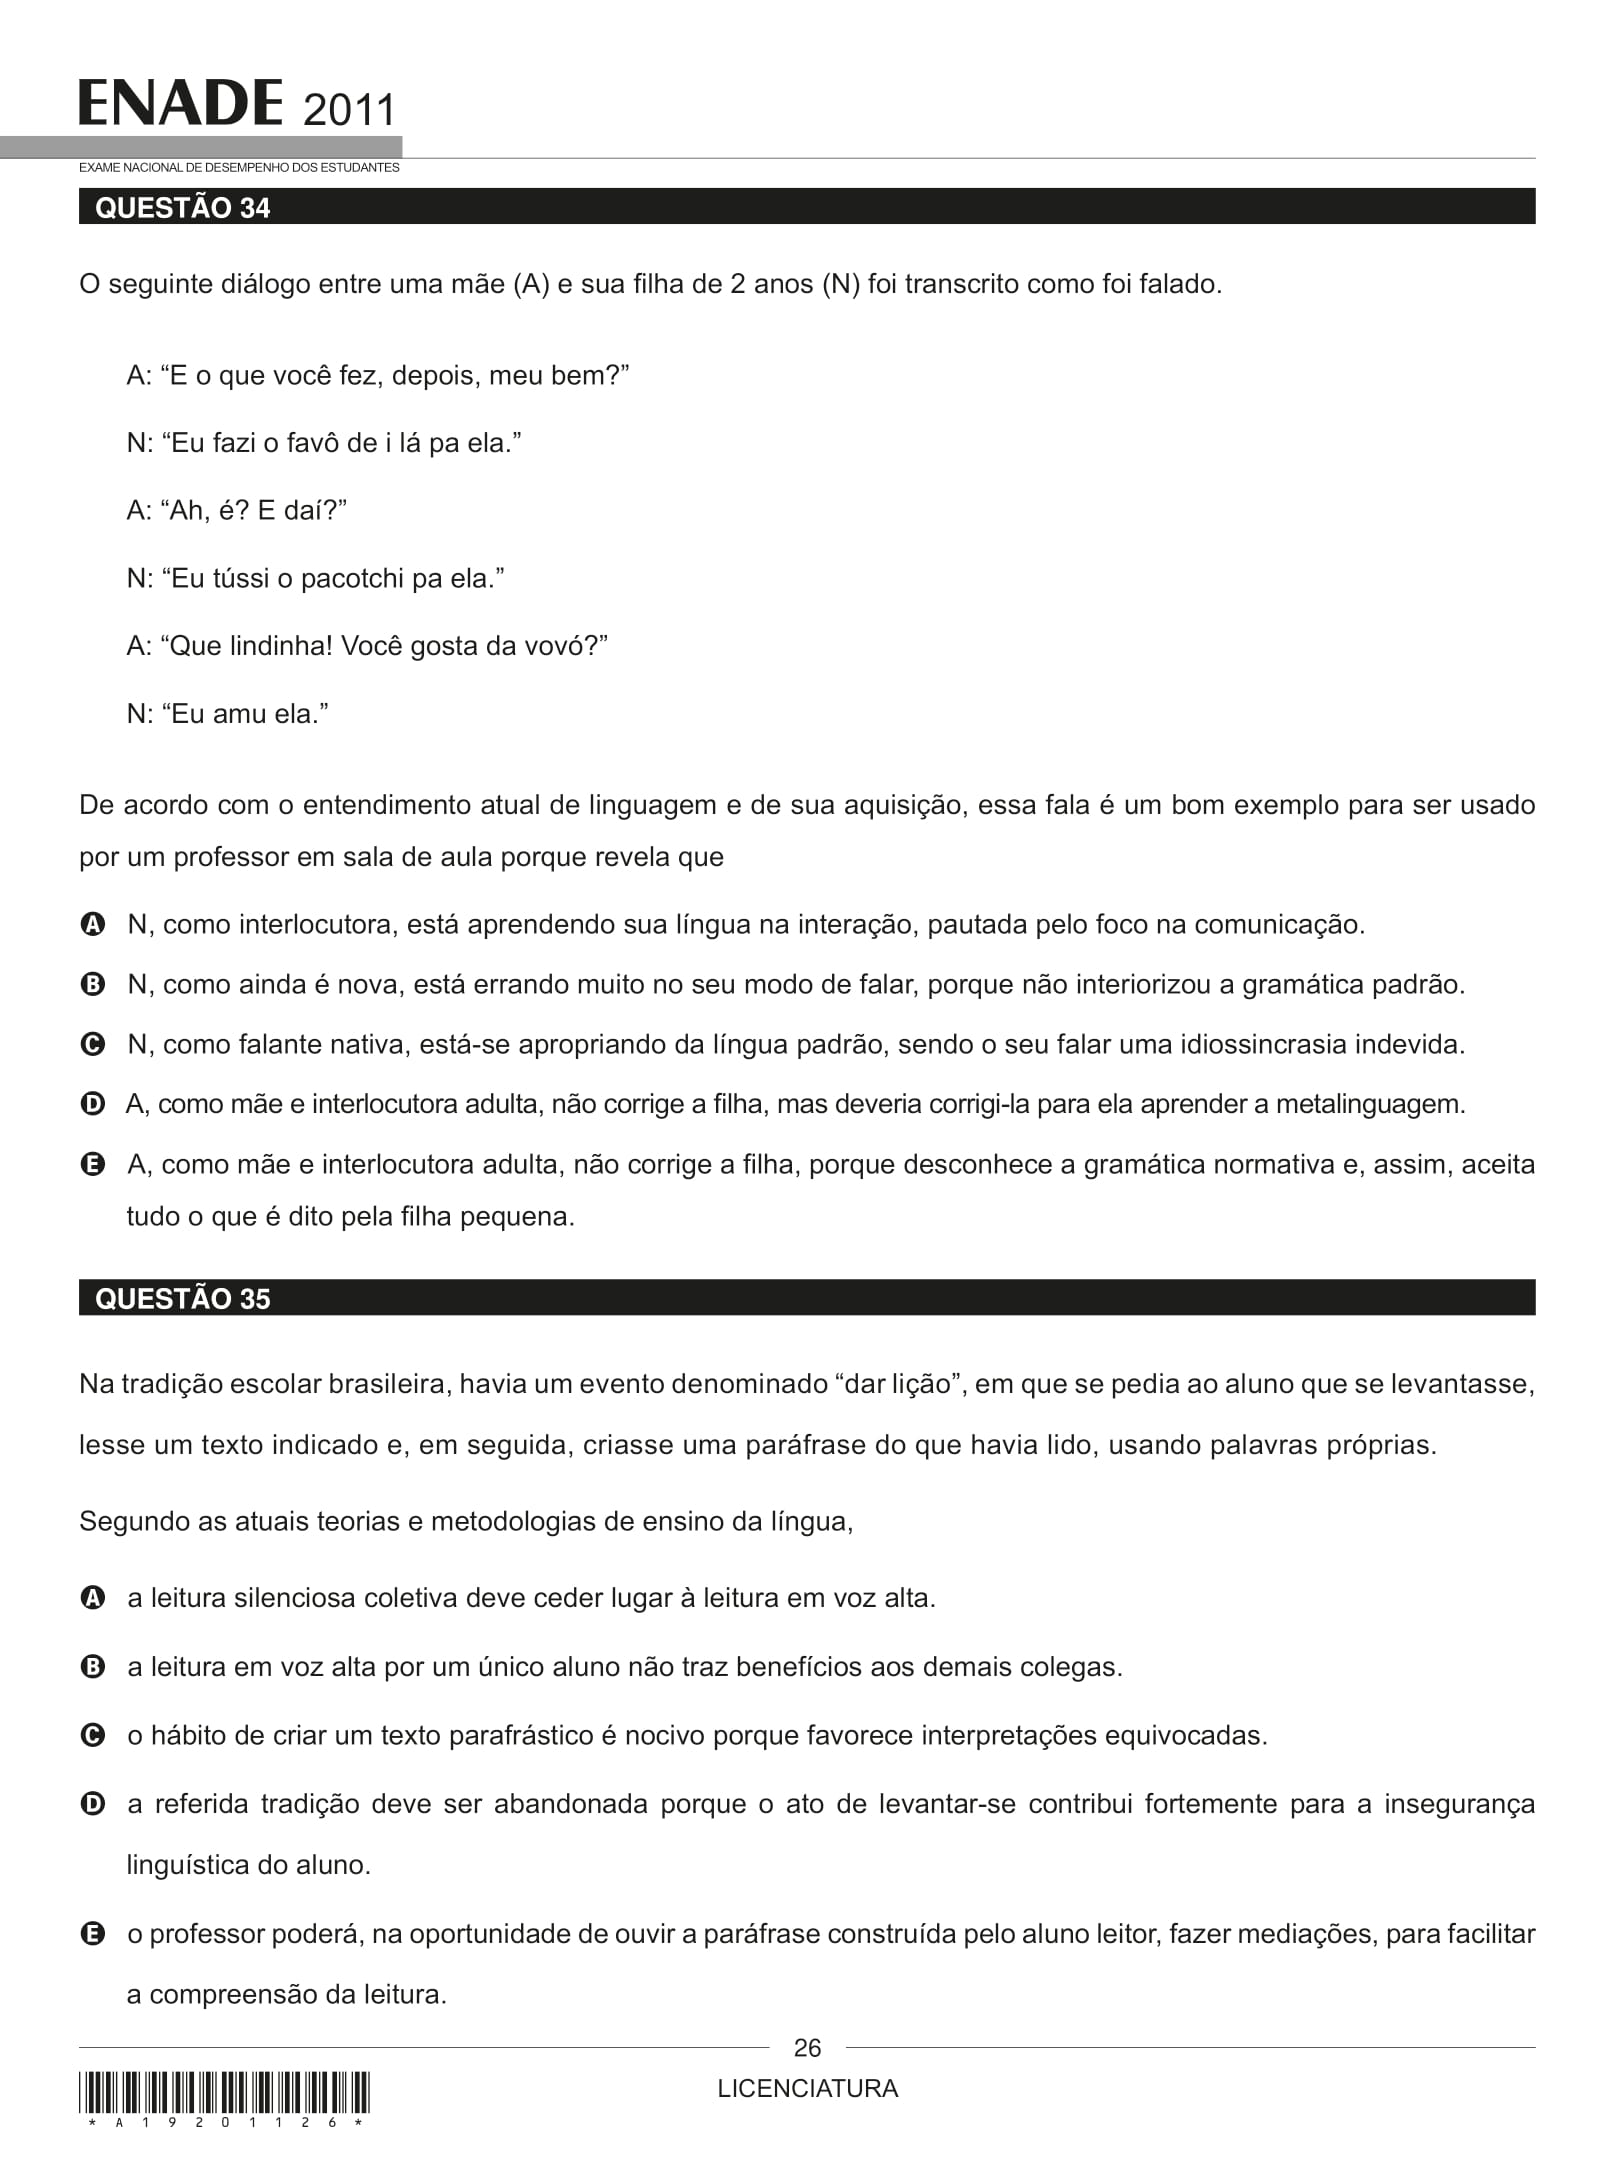 ENADE 2011
EXAME NACIONAL DE DESEMPENHO DOS ESTUDANTES
QUESTÃO 34
O seguinte diálogo entre uma mãe (A) e sua filha de 2 anos (N) foi transcrito como foi falado.
A: “E o que você fez, depois, meu bem?”
N: “Eu fazi o favô de i lá pa ela.”
A: “Ah, é? E daí?”
N: “Eu tússi o pacotchi pa ela.”
A: “Que lindinha! Você gosta da vovó?”
N: “Eu amu ela.”
De acordo com o entendimento atual de linguagem e de sua aquisição, essa fala é um bom exemplo para ser usado
por um professor em sala de aula porque revela que
A N, como interlocutora, está aprendendo sua língua na interação, pautada pelo foco na comunicação.
B N, como ainda é nova, está errando muito no seu modo de falar, porque não interiorizou a gramática padrão.
C N, como falante nativa, está-se apropriando da língua padrão, sendo o seu falar uma idiossincrasia indevida.
D A, como mãe e interlocutora adulta, não corrige a filha, mas deveria corrigi-la para ela aprender a metalinguagem.
E A, como mãe e interlocutora adulta, não corrige a filha, porque desconhece a gramática normativa e, assim, aceita
tudo o que é dito pela filha pequena.
QUESTÃO 35
Na tradição escolar brasileira, havia um evento denominado “dar lição”, em que se pedia ao aluno que se levantasse,
lesse um texto indicado e, em seguida, criasse uma paráfrase do que havia lido, usando palavras próprias.
Segundo as atuais teorias e metodologias de ensino da língua,
A a leitura silenciosa coletiva deve ceder lugar à leitura em voz alta.
B a leitura em voz alta por um único aluno não traz benefícios aos demais colegas.
C o hábito de criar um texto parafrástico é nocivo porque favorece interpretações equivocadas.
D a referida tradição deve ser abandonada porque o ato de levantar-se contribui fortemente para a insegurança
linguística do aluno.
E o professor poderá, na oportunidade de ouvir a paráfrase construída pelo aluno leitor, fazer mediações, para facilitar
a compreensão da leitura.
26
LICENCIATURA
* A 1 9 2 0 1 1 2 6 *